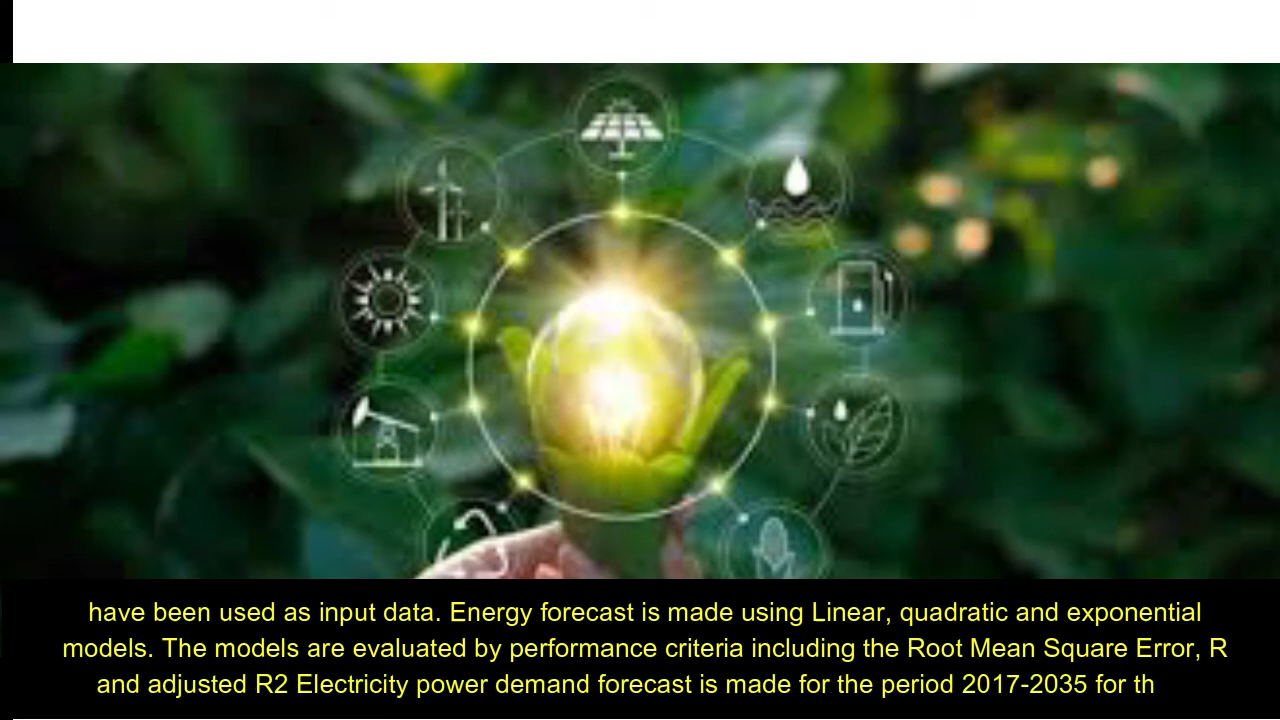 have been used as input data. Energy forecast is made using Linear, quadratic and exponential
models. The models are evaluated by performance criteria including the Root Mean Square Error, R
and adjusted R2 Electricity power demand forecast is made for the period 2017-2035 for th